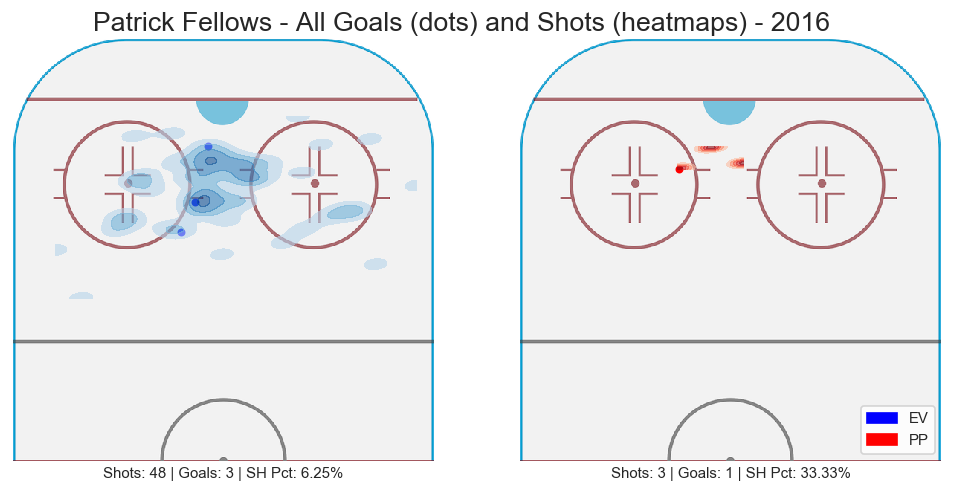 Patrick Fellows - All Goals (dots) and Shots (heatmaps) - 2016
EV
PP
Shots: 48 | Goals: 3 | SH Pct: 6.25%
Shots: 3 | Goals: 1 | SH Pct: 33.33%